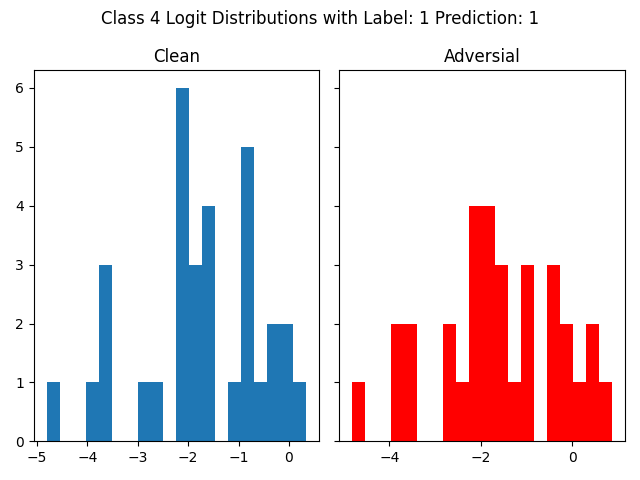 Class 4 Logit Distributions with Label: 1 Prediction: 1
Clean
Adversial
6
5
4
3
2
1
0
−5 −4 −3 −2 −1 0
−4 −2 0